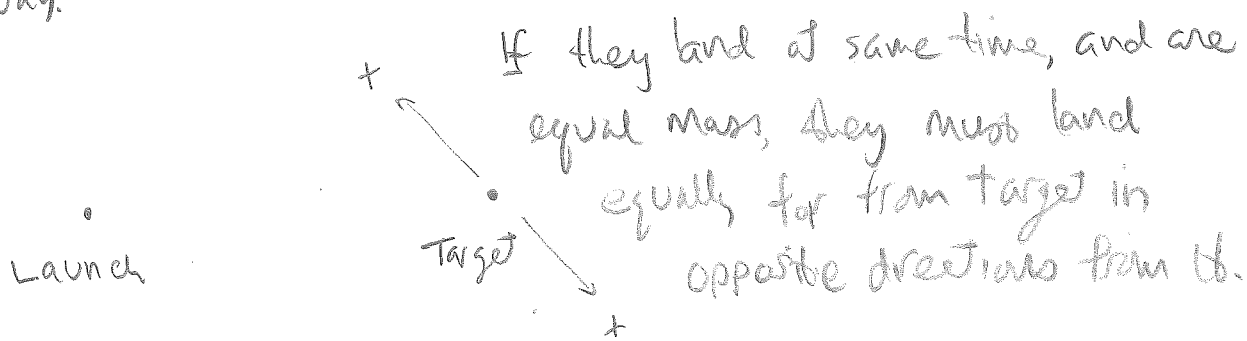 If they land at same time, and are
equal mass, they must land
equally far from target in
opposite directions from it.
Target
Launch